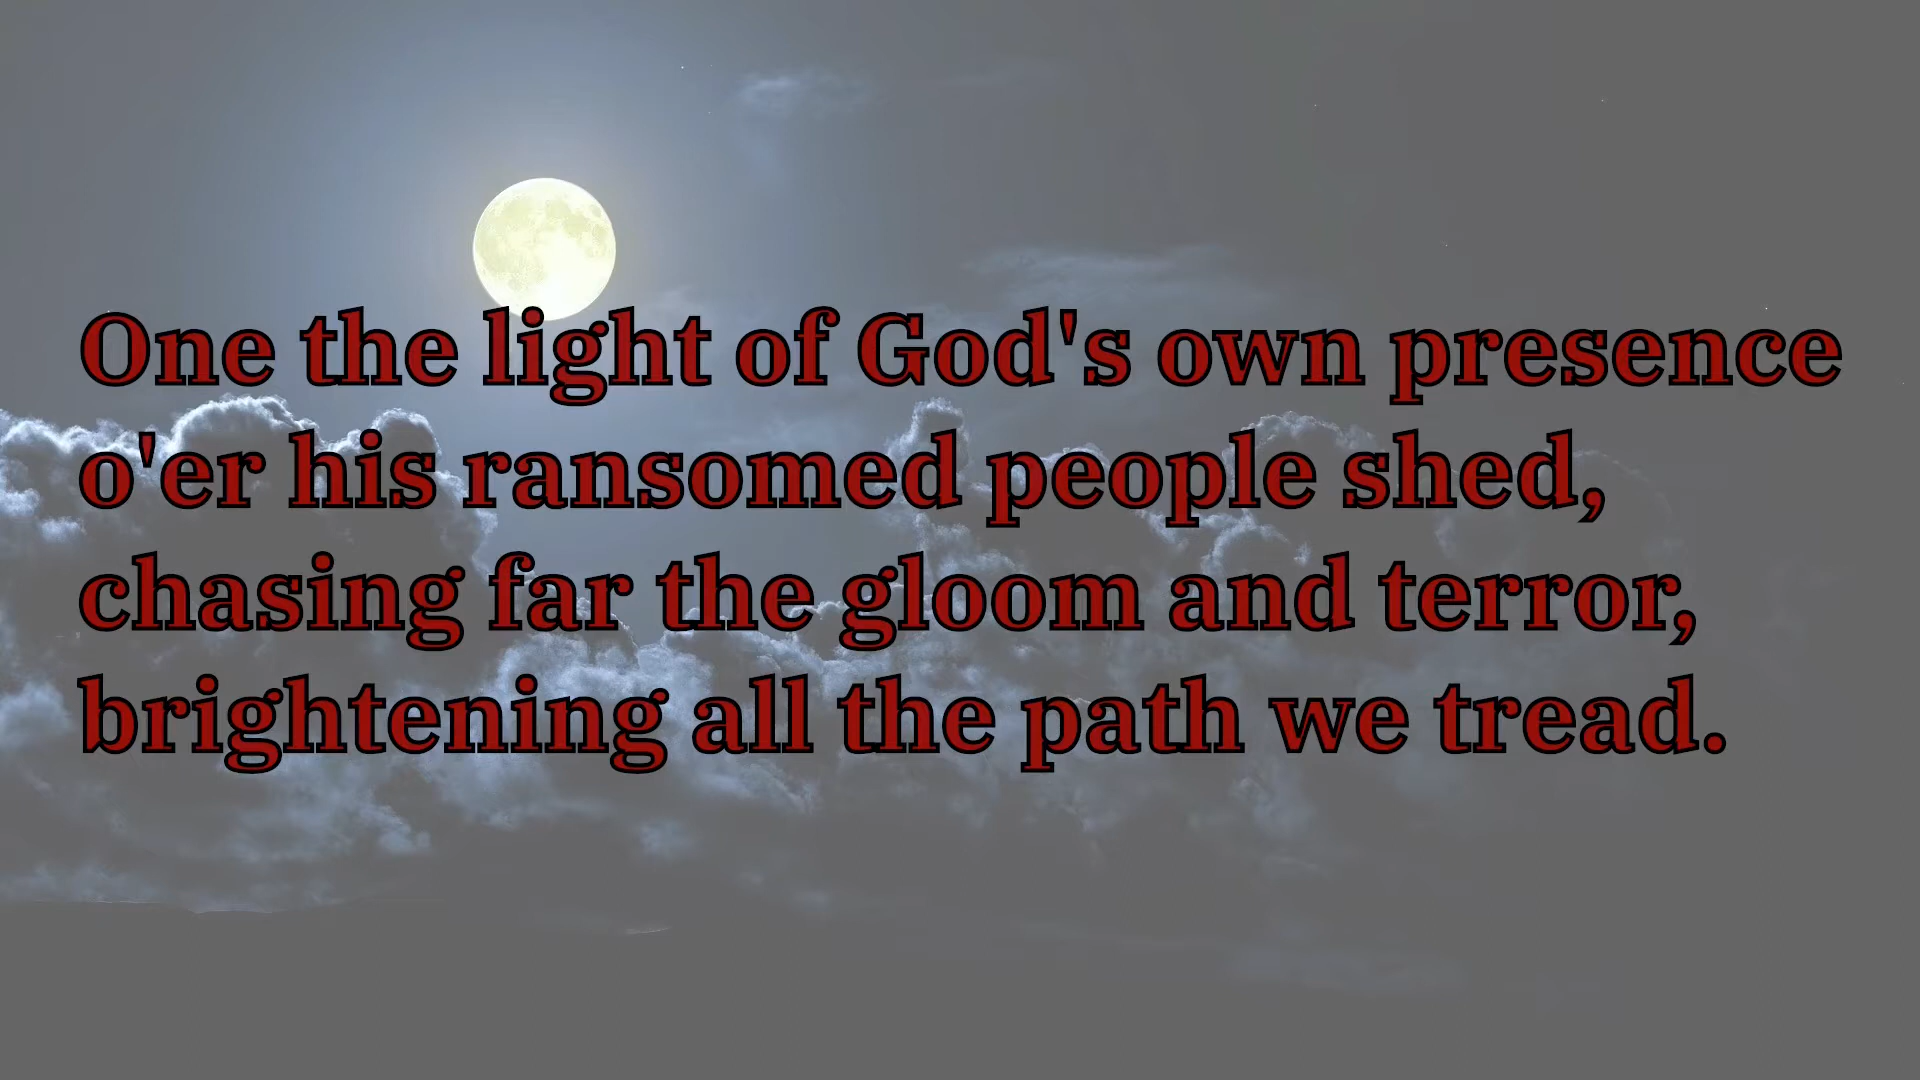 One the light of God's own presence
o'er his ransomed people shed,
chasing far the gloom and terror,
brightening all the path we tread.